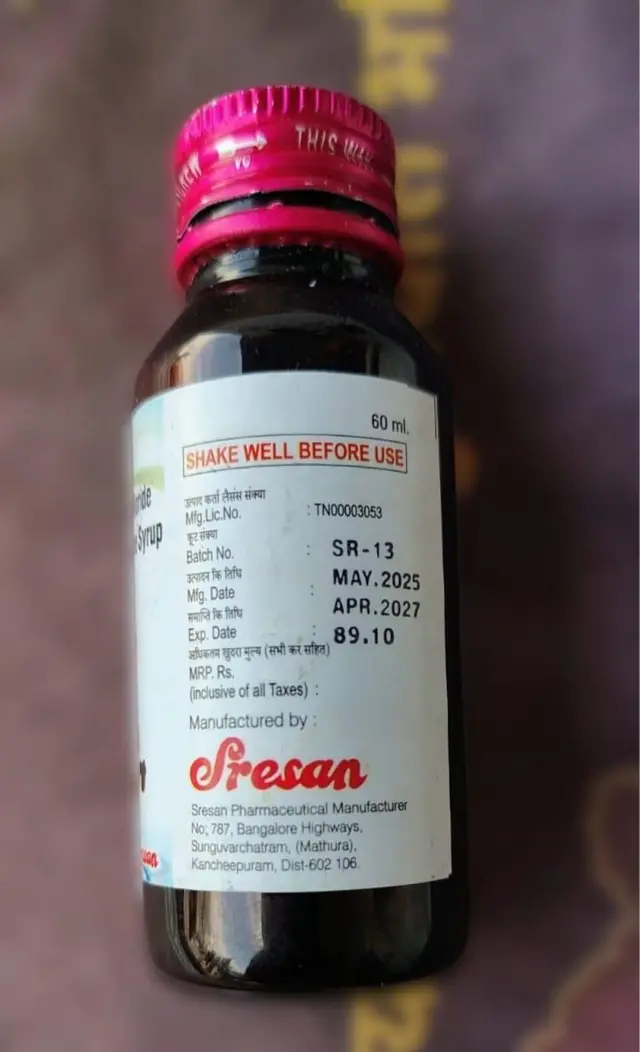 THIS WAY
60 ml.
SHAKE WELL BEFORE USE
उत्पाद कर्ता लैसंस संक्या
Mfg.Lic.No. : TN00003053
कूट संक्या
Batch No. : SR-13
उत्पादन कि तिथि
Mfg. Date : MAY.2025
समाप्ति कि तिथि
Exp. Date : APR.2027
अधिकतम खुदरा मुल्य (सभी कर सहित)
MRP. Rs. 89.10
(inclusive of all Taxes) :
Manufactured by :
Sresan
Sresan Pharmaceutical Manufacturer
No; 787, Bangalore Highways,
Sunguvarchatram, (Mathura),
Kancheepuram, Dist-602 106.
Syrup